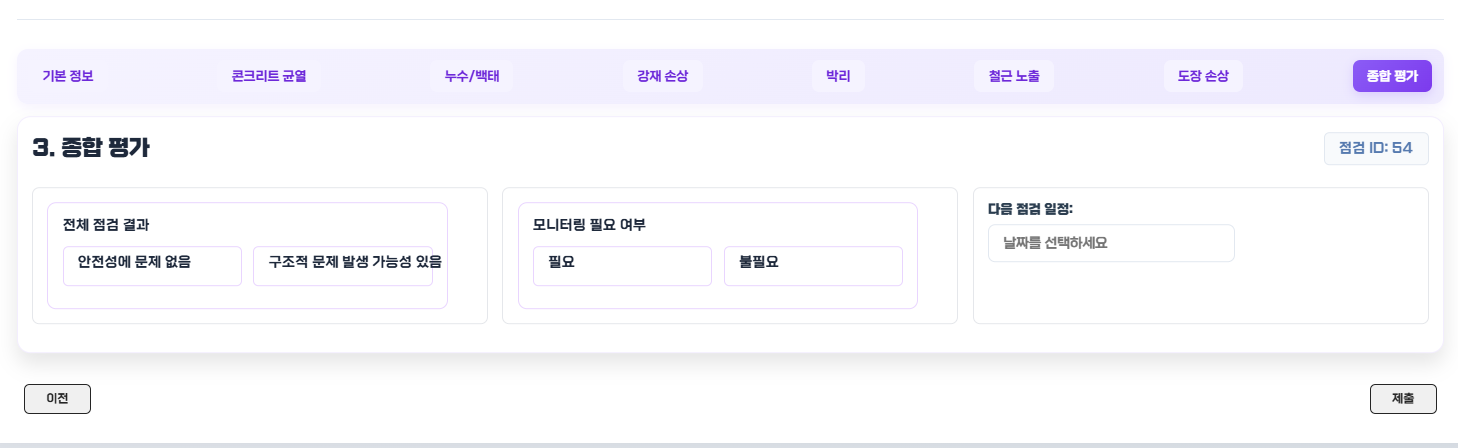 기본 정보
콘크리트 균열
누수/백태
강재 손상
박리
철근 노출
도장 손상
종합 평가
3. 종합 평가
점검 ID: 54
전체 점검 결과
안전성에 문제 없음
구조적 문제 발생 가능성 있음
모니터링 필요 여부
필요
불필요
다음 점검 일정:
날짜를 선택하세요
이전
제출